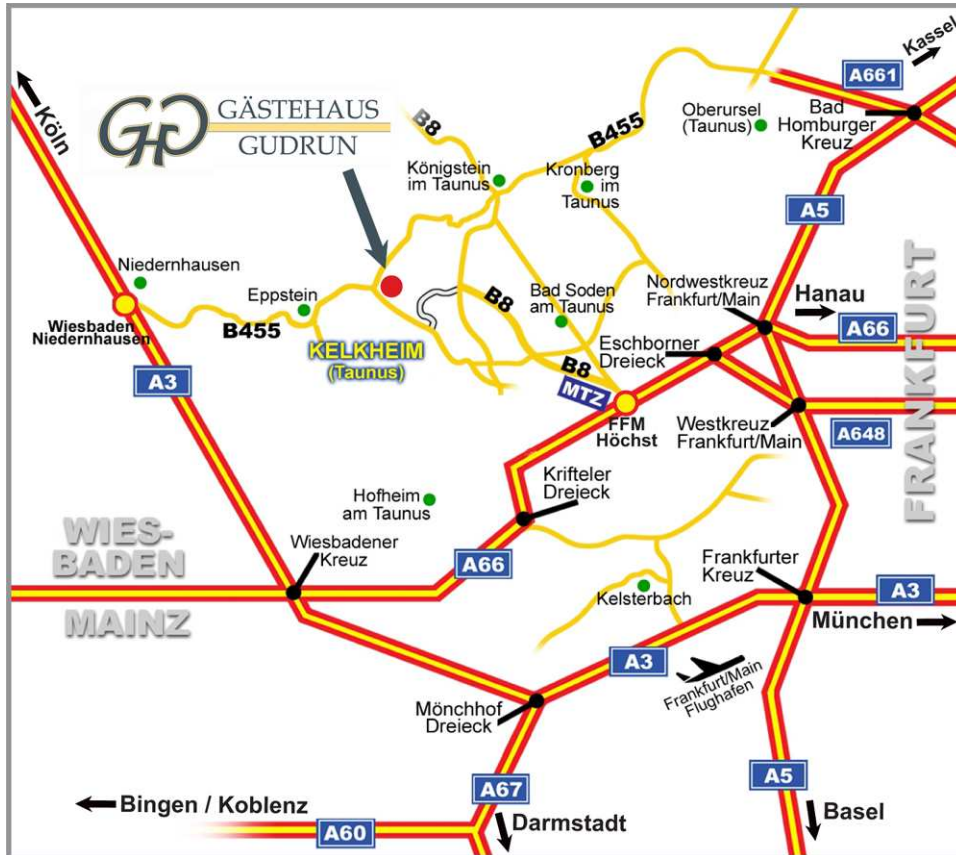 A661
Kassel
Köln
GHG
GÄSTEHAUS
GUDRUN
B8
B455
Oberursel
(Taunus)
Bad
Homburger
Kreuz
Königstein
im Taunus
Kronberg
im
Taunus
A5
Niedernhausen
Eppstein
Nordwestkreuz
Frankfurt/Main
Hanau
A66
Wiesbaden
Niedernhausen
B455
KELKHEIM
(Taunus)
B8
Bad Soden
am Taunus
Eschborner
Dreieck
FRANKFURT
A3
B8
MTZ
FFM
Höchst
Westkreuz
Frankfurt/Main
A648
Krifteler
Dreieck
Hofheim
am Taunus
WIES-
BADEN
Wiesbadener
Kreuz
A66
Frankfurter
Kreuz
Kelsterbach
A3
MAINZ
München
A3
Frankfurt/Main
Flughafen
Mönchhof
Dreieck
A67
A5
Bingen / Koblenz
A60
Darmstadt
Basel